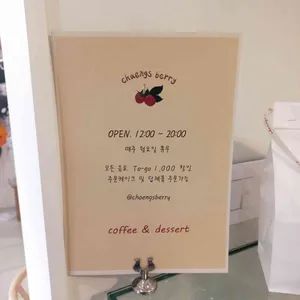 chaengs berry
OPEN. 12:00 - 20:00
매주 월요일 휴무
모든 음료 To-go 1,000 할인
주문케이크 및 답례품 주문가능
@chaengsberry
coffee & dessert